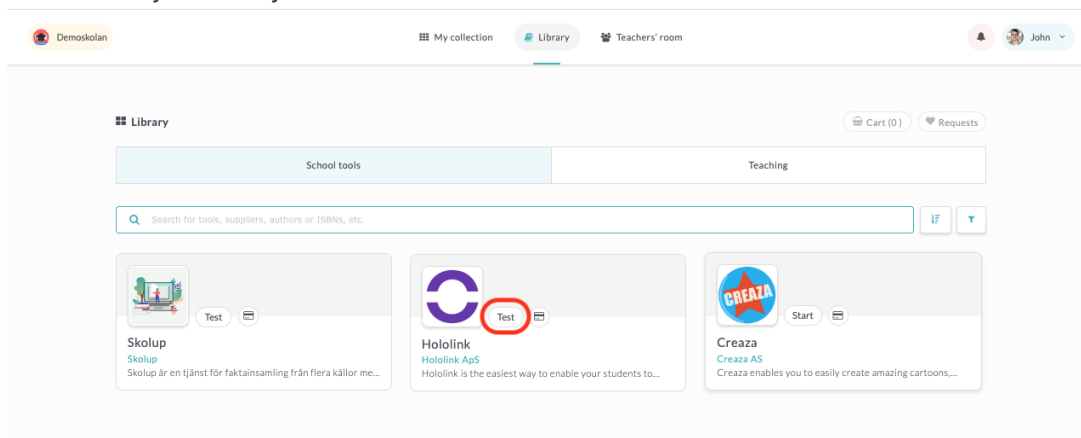 Demoskolan
My collection
Library
Teachers' room
John
Library
Cart (0)
Requests
School tools
Teaching
Search for tools, suppliers, authors or ISBNs, etc.
Test
Skolup
Skolup
Skolup är en tjänst för faktainsamling från flera källor me...
Test
Hololink
Hololink ApS
Hololink is the easiest way to enable your students to...
CREAZA
Start
Creaza
Creaza AS
Creaza enables you to easily create amazing cartoons,...